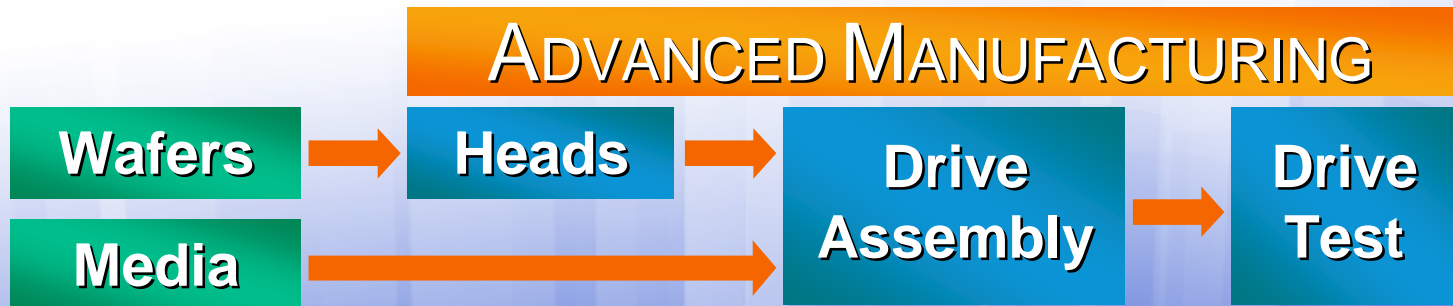 ADVANCED MANUFACTURING
Wafers
Heads
Drive
Assembly
Drive
Test
Media